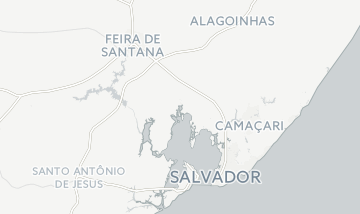 ALAGOINHAS
FEIRA DE
SANTANA
CAMAÇARI
SANTO ANTÔNIO
DE JESUS
SALVADOR